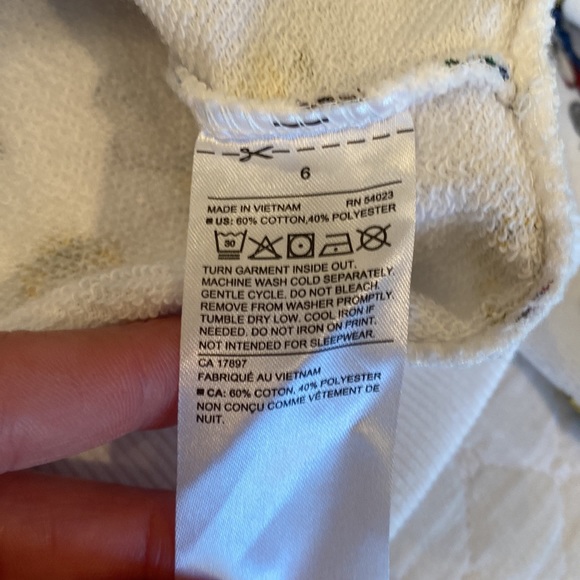 6
MADE IN VIETNAM RN 54023
US: 60% COTTON,40% POLYESTER
30
TURN GARMENT INSIDE OUT.
MACHINE WASH COLD SEPARATELY,
GENTLE CYCLE. DO NOT BLEACH.
REMOVE FROM WASHER PROMPTLY.
TUMBLE DRY LOW. COOL IRON IF
NEEDED. DO NOT IRON ON PRINT.
NOT INTENDED FOR SLEEPWEAR.
CA 17897
FABRIQUÉ AU VIETNAM
CA: 60% COTON, 40% POLYESTER
NON CONÇU COMME VÊTEMENT DE
NUIT.